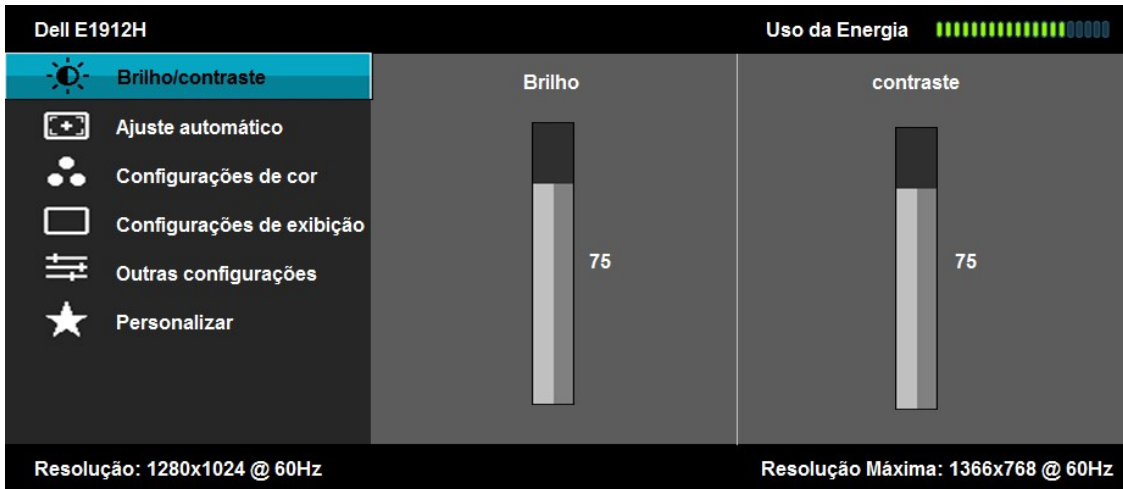 Dell E1912H
Uso da Energia
Brilho/contraste
Ajuste automático
Configurações de cor
Configurações de exibição
Outras configurações
Personalizar
Brilho
75
contraste
75
Resolução: 1280x1024 @ 60Hz
Resolução Máxima: 1366x768 @ 60Hz